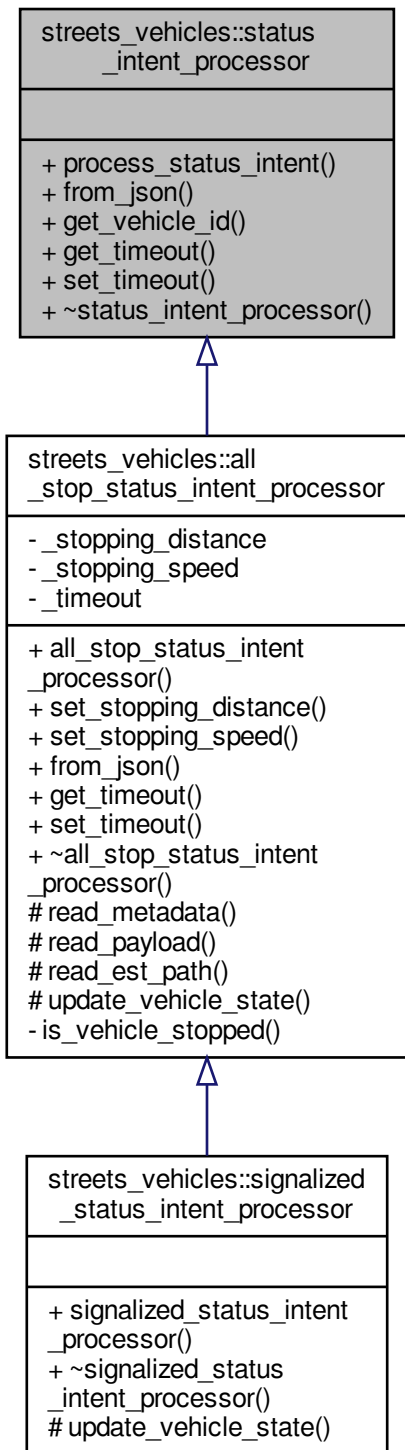 streets_vehicles::status
_intent_processor
+ process_status_intent()
+ from_json()
+ get_vehicle_id()
+ get_timeout()
+ set_timeout()
+ ~status_intent_processor()
streets_vehicles::all
_stop_status_intent_processor
- _stopping_distance
- _stopping_speed
- _timeout
+ all_stop_status_intent
_processor()
+ set_stopping_distance()
+ set_stopping_speed()
+ from_json()
+ get_timeout()
+ set_timeout()
+ ~all_stop_status_intent
_processor()
# read_metadata()
# read_payload()
# read_est_path()
# update_vehicle_state()
- is_vehicle_stopped()
streets_vehicles::signalized
_status_intent_processor
+ signalized_status_intent
_processor()
+ ~signalized_status
_intent_processor()
# update_vehicle_state()